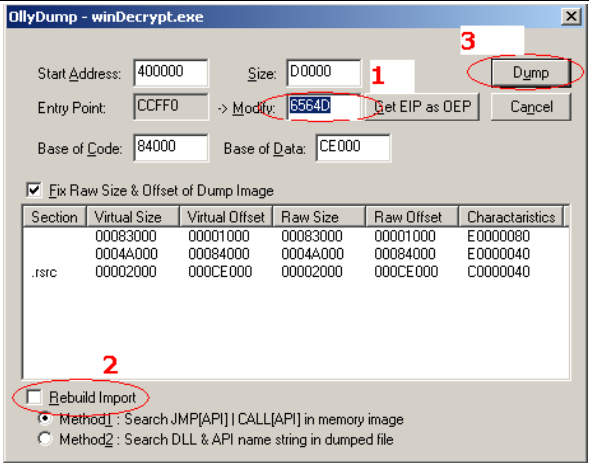 OllyDump - winDecrypt.exe
3
Start Address: 400000 Size: D0000 1 Dump
Entry Point: CCFF0 -> Modify: 6564D Get EIP as OEP Cancel
Base of Code: 84000 Base of Data: CE000
Fix Raw Size & Offset of Dump Image
Section Virtual Size Virtual Offset Raw Size Raw Offset Charactaristics
00083000 00001000 00083000 00001000 E0000080
0004A000 00084000 0004A000 00084000 E0000040
.rsrc 00002000 000CE000 00002000 000CE000 C0000040
2
Rebuild Import
Method1 : Search JMP[API] | CALL[API] in memory image
Method2 : Search DLL & API name string in dumped file